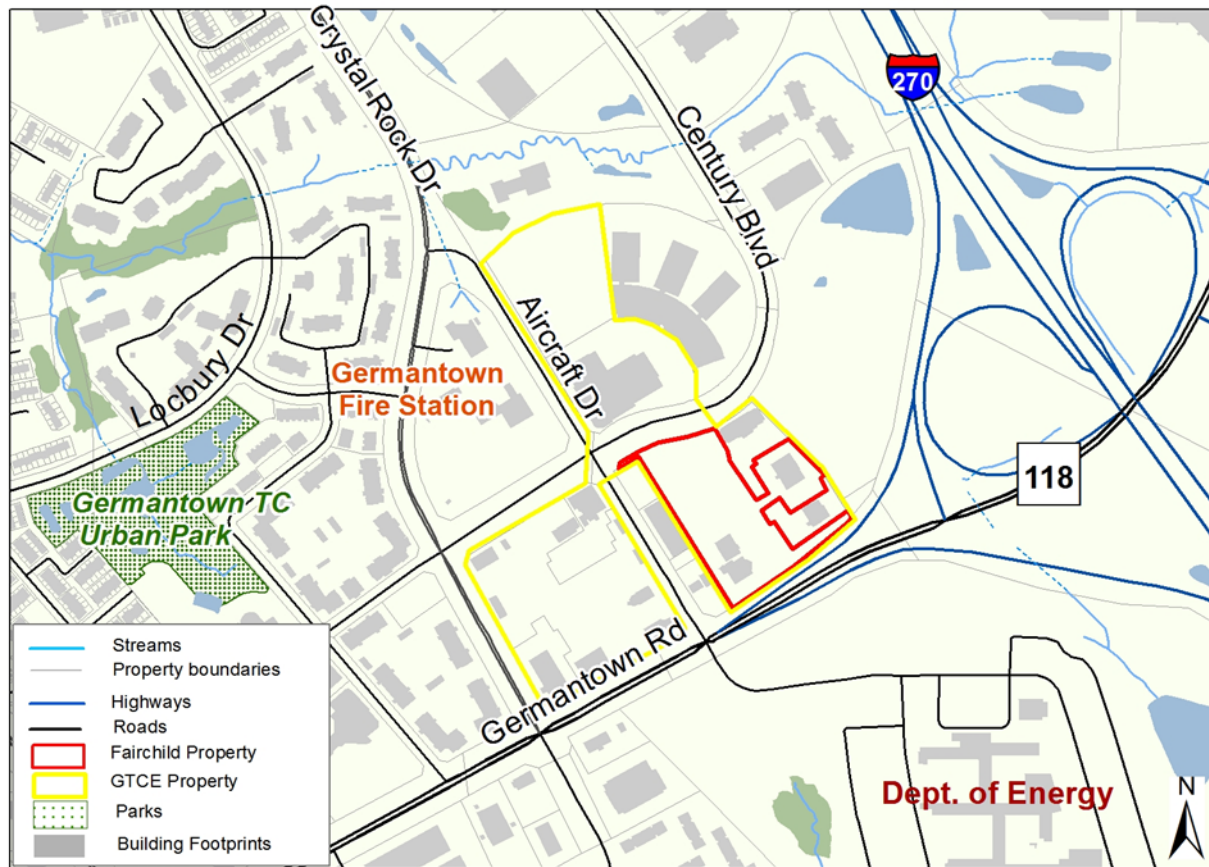 Crystal Rock Dr
270
Century Blvd
Aircraft Dr
Locbury Dr
Germantown
Fire Station
118
Germantown TC
Urban Park
Germantown Rd
Dept. of Energy
N
Streams
Property boundaries
Highways
Roads
Fairchild Property
GTCE Property
Parks
Building Footprints